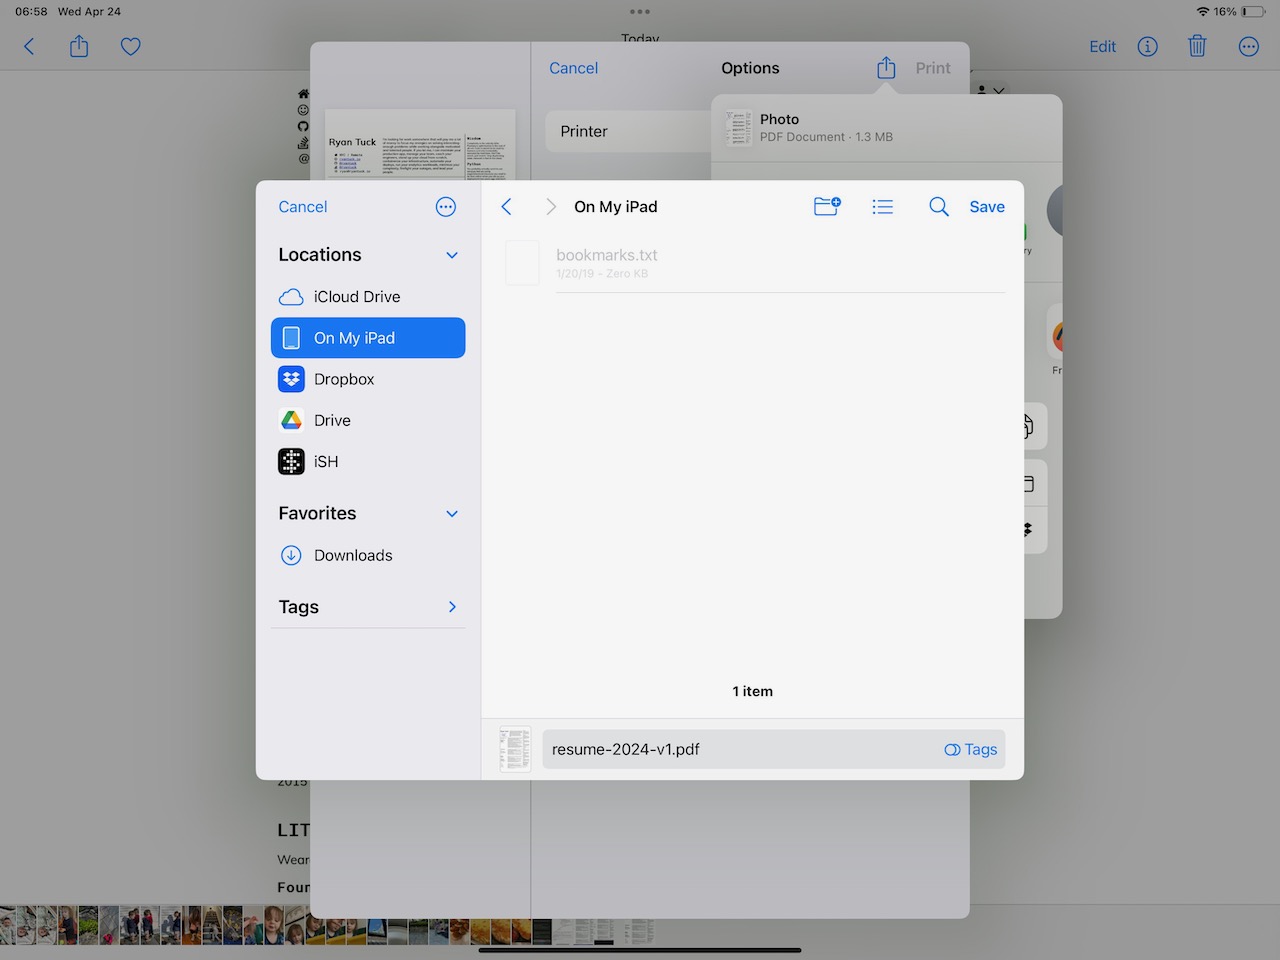 06:58 Wed Apr 24
16%
Today
Edit
Cancel
Options
Print
Printer
Photo
PDF Document · 1.3 MB
Ryan Tuck
Cancel
On My iPad
Save
Locations
bookmarks.txt
1/20/19 – Zero KB
iCloud Drive
On My iPad
Dropbox
Drive
iSH
Favorites
Downloads
Tags
ry
Fr
1 item
resume-2024-v1.pdf
Tags
2015
LIT
Wear
Foun